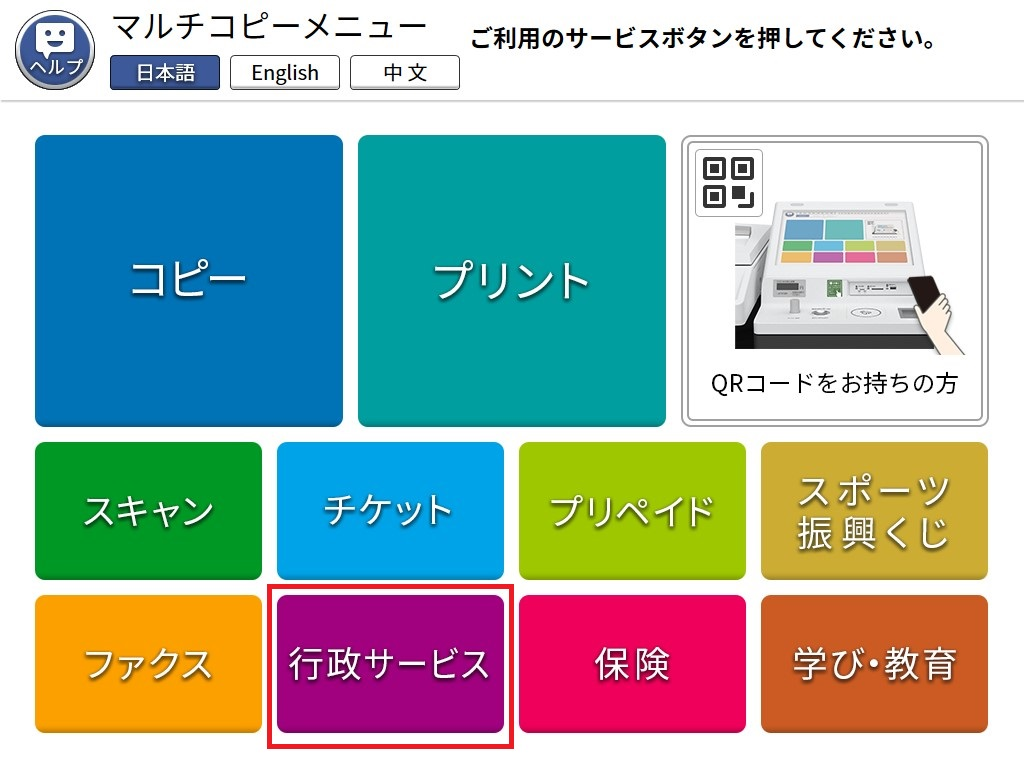 マルチコピーメニュー
ご利用のサービスボタンを押してください。
ヘルプ
日本語
English
中 文
コピー
プリント
QRコードをお持ちの方
スキャン
チケット
プリペイド
スポーツ
振興くじ
ファクス
行政サービス
保険
学び・教育